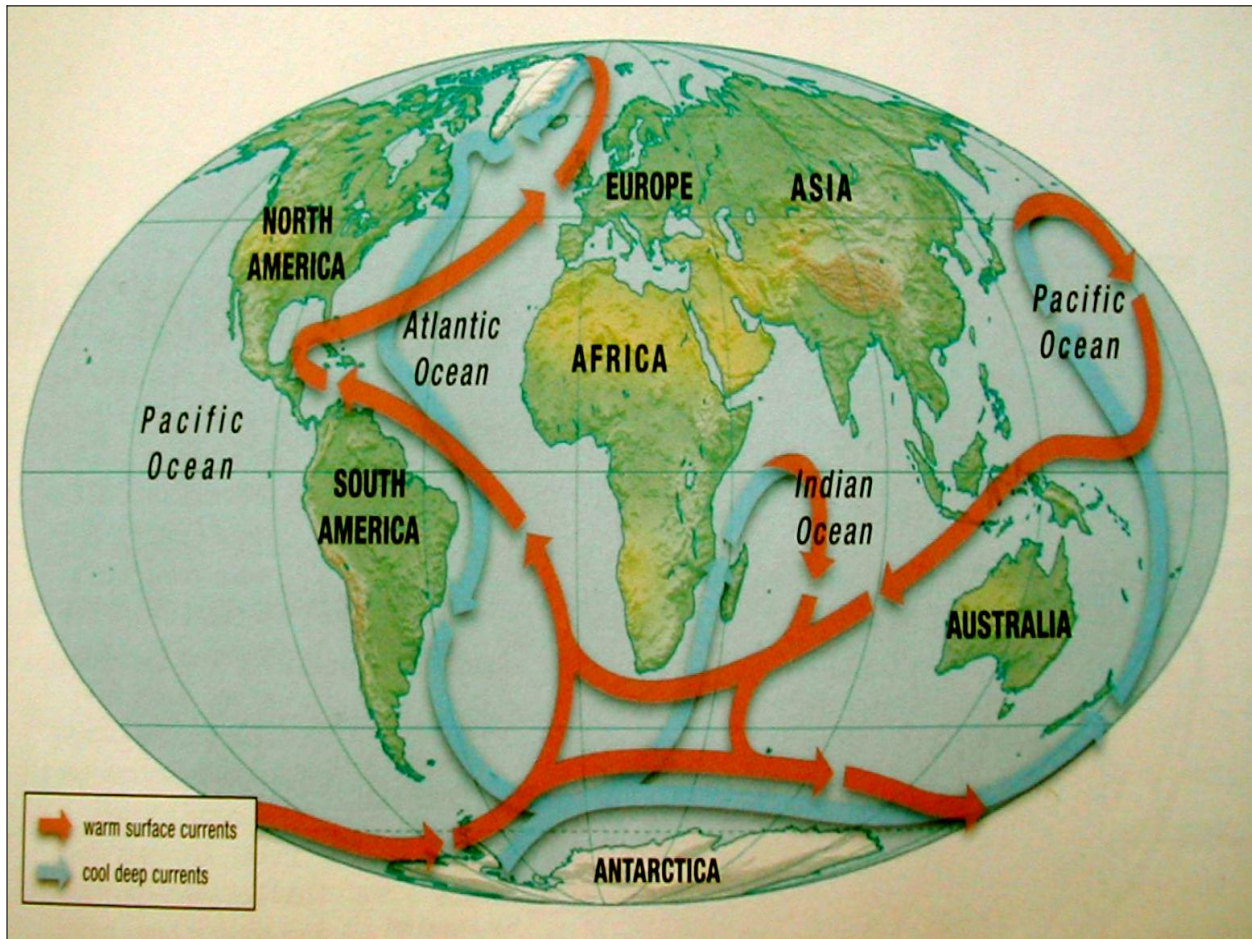 EUROPE
ASIA
NORTH
AMERICA
Atlantic
Ocean
AFRICA
Pacific
Ocean
Pacific
Ocean
SOUTH
AMERICA
Indian
Ocean
AUSTRALIA
ANTARCTICA
warm surface currents
cool deep currents